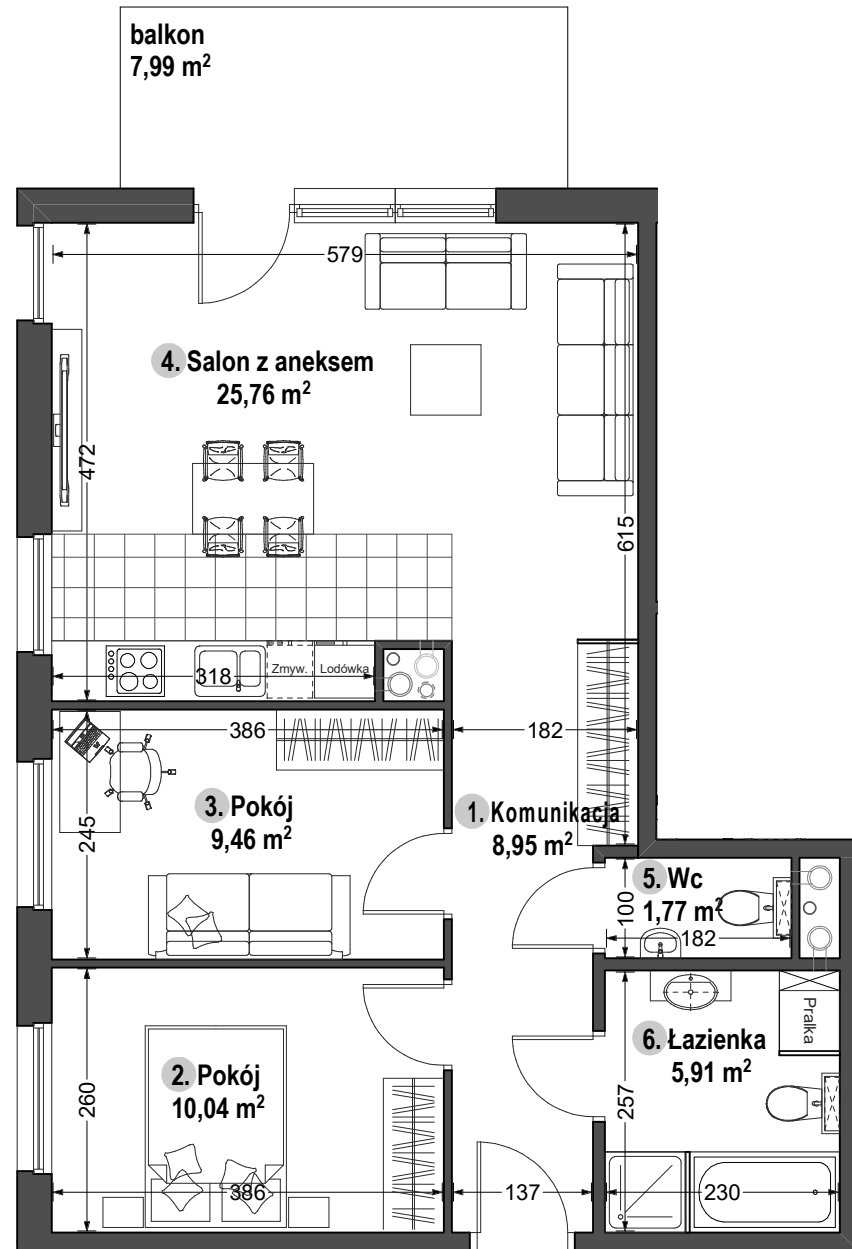 balkon
7,99 m²
579
4. Salon z aneksem
25,76 m²
472
615
318
Zmyw.
Lodówka
386
182
3. Pokój
9,46 m²
245
1. Komunikacja
8,95 m²
5. Wc
1,77 m²
100
182
6. Łazienka
5,91 m²
Pralka
2. Pokój
10,04 m²
260
257
386
137
230